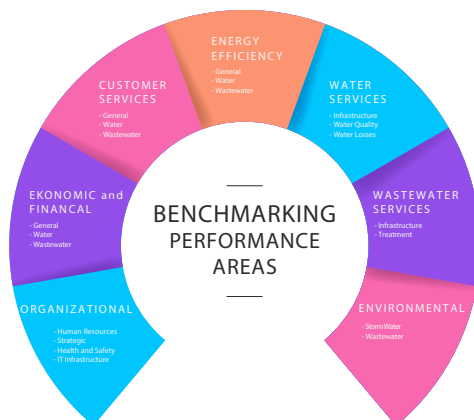 ENERGY
EFFICIENCY
- General
- Water
- Wastewater
CUSTOMER
SERVICES
- General
- Water
- Wastewater
WATER
SERVICES
- Infrastructure
- Water Quality
- Water Losses
EKONOMIC and
FINANCAL
- General
- Water
- Wastewater
WASTEWATER
SERVICES
- Infrastructure
- Treatment
BENCHMARKING
PERFORMANCE
AREAS
ORGANIZATIONAL
- Human Resources
- Strategic
- Health and Safety
- IT Infrastructure
ENVIRONMENTAL
- Storm Water
- Wastewater